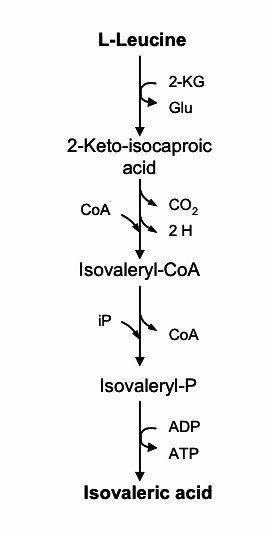 L-Leucine
2-KG
Glu
2-Keto-isocaproic
acid
CoA
CO₂
2 H
Isovaleryl-CoA
iP
CoA
Isovaleryl-P
ADP
ATP
Isovaleric acid